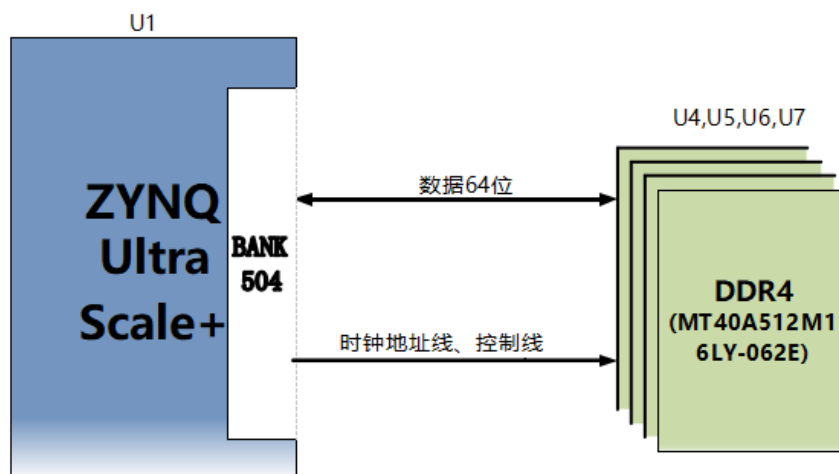 U1
U4,U5,U6,U7
数据64位
ZYNQ
Ultra
Scale+
BANK
504
DDR4
(MT40A512M1
6LY-062E)
时钟地址线、控制线